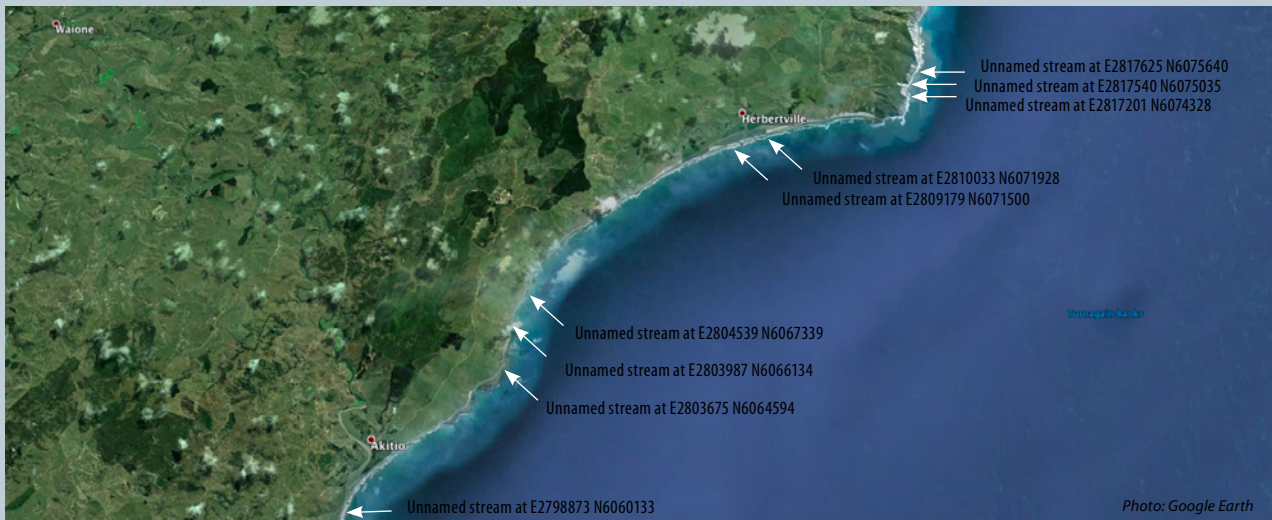 Waione
Unnamed stream at E2817625 N6075640
Unnamed stream at E2817540 N6075035
Unnamed stream at E2817201 N6074328
Herbertville
Unnamed stream at E2810033 N6071928
Unnamed stream at E2809179 N6071500
Turnagain Banks
Unnamed stream at E2804539 N6067339
Unnamed stream at E2803987 N6066134
Unnamed stream at E2803675 N6064594
Akitio
Unnamed stream at E2798873 N6060133
Photo: Google Earth